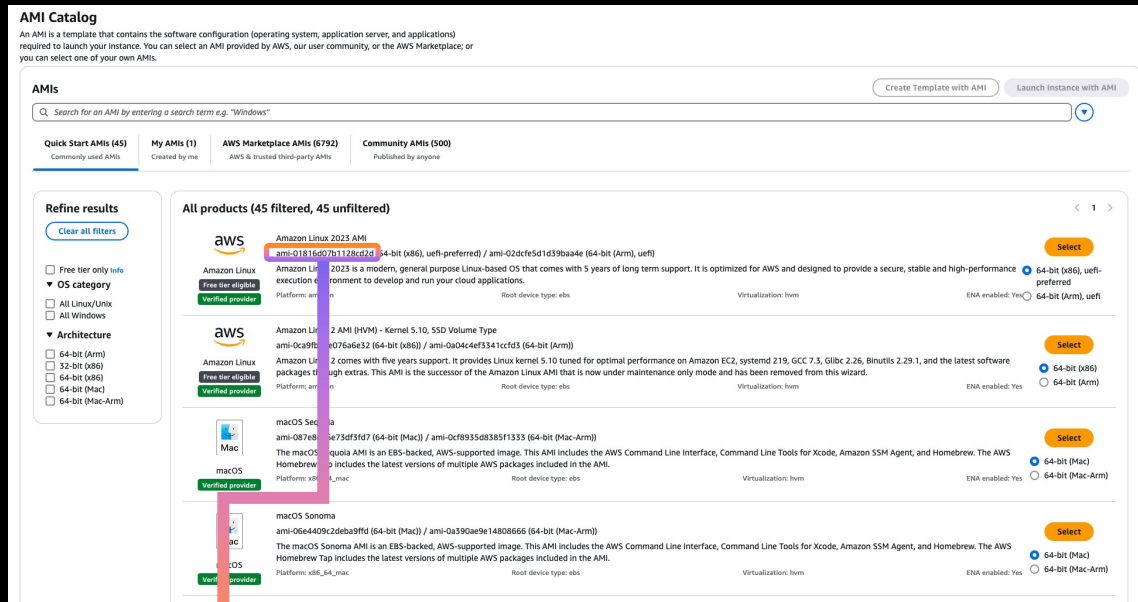 AMI Catalog
An AMI is a template that contains the software configuration (operating system, application server, and applications)
required to launch your instance. You can select an AMI provided by AWS, our user community, or the AWS Marketplace; or
you can select one of your own AMIs.
AMIs
Create Template with AMI
Launch Instance with AMI
Search for an AMI by entering a search term e.g. "Windows"
Quick Start AMIs (45)
Commonly used AMIs
My AMIs (1)
Created by me
AWS Marketplace AMIs (6792)
AWS & trusted third-party AMIs
Community AMIs (500)
Published by anyone
Refine results
Clear all filters
Free tier only Info
OS category
All Linux/Unix
All Windows
Architecture
64-bit (Arm)
32-bit (x86)
64-bit (x86)
64-bit (Mac)
64-bit (Mac-Arm)
All products (45 filtered, 45 unfiltered)
1
aws
Amazon Linux
Free tier eligible
Verified provider
Amazon Linux 2023 AMI
ami-01816d07b1128cd2d 64-bit (x86), uefi-preferred) / ami-02dcfe5d1d39baa4e (64-bit (Arm), uefi)
Amazon 2023 is a modern, general purpose Linux-based OS that comes with 5 years of long term support. It is optimized for AWS and designed to provide a secure, stable and high-performance
execution to develop and run your cloud applications.
Platform: Root device type: ebs Virtualization: hvm ENA enabled: Yes
Select
64-bit (x86), uefi-
preferred
64-bit (Arm), uefi
aws
Amazon Linux
Free tier eligible
Verified provider
Amazon 2 AMI (HVM) - Kernel 5.10, SSD Volume Type
(64-bit (x86)) / ami-0a04c4ef3341ccfd3 (64-bit (Arm))
Amazon 2 comes with five years support. It provides Linux kernel 5.10 tuned for optimal performance on Amazon EC2, systemd 219, GCC 7.3, Glibc 2.26, Binutils 2.29.1, and the latest software
packages extras. This AMI is the successor of the Amazon Linux AMI that is now under maintenance only mode and has been removed from this wizard.
Platform: Root device type: ebs Virtualization: hvm ENA enabled: Yes
Select
64-bit (x86)
64-bit (Arm)
Mac
macOS
Verified provider
macOS
(64-bit (Mac)) / ami-0cf8935d8385f1333 (64-bit (Mac-Arm))
The macOS Sequoia AMI is an EBS-backed, AWS-supported image. This AMI includes the AWS Command Line Interface, Command Line Tools for Xcode, Amazon SSM Agent, and Homebrew. The AWS
Homebrew Tap includes the latest versions of multiple AWS packages included in the AMI.
Platform: Root device type: ebs Virtualization: hvm ENA enabled: Yes
Select
64-bit (Mac)
64-bit (Mac-Arm)
macOS Sonoma
ami-06e4409c2deba9ffd (64-bit (Mac)) / ami-0a390ae9e14808666 (64-bit (Mac-Arm))
The macOS Sonoma AMI is an EBS-backed, AWS-supported image. This AMI includes the AWS Command Line Interface, Command Line Tools for Xcode, Amazon SSM Agent, and Homebrew. The AWS
Homebrew Tap includes the latest versions of multiple AWS packages included in the AMI.
Platform: x86_64_mac Root device type: ebs Virtualization: hvm ENA enabled: Yes
provider
Select
64-bit (Mac)
64-bit (Mac-Arm)